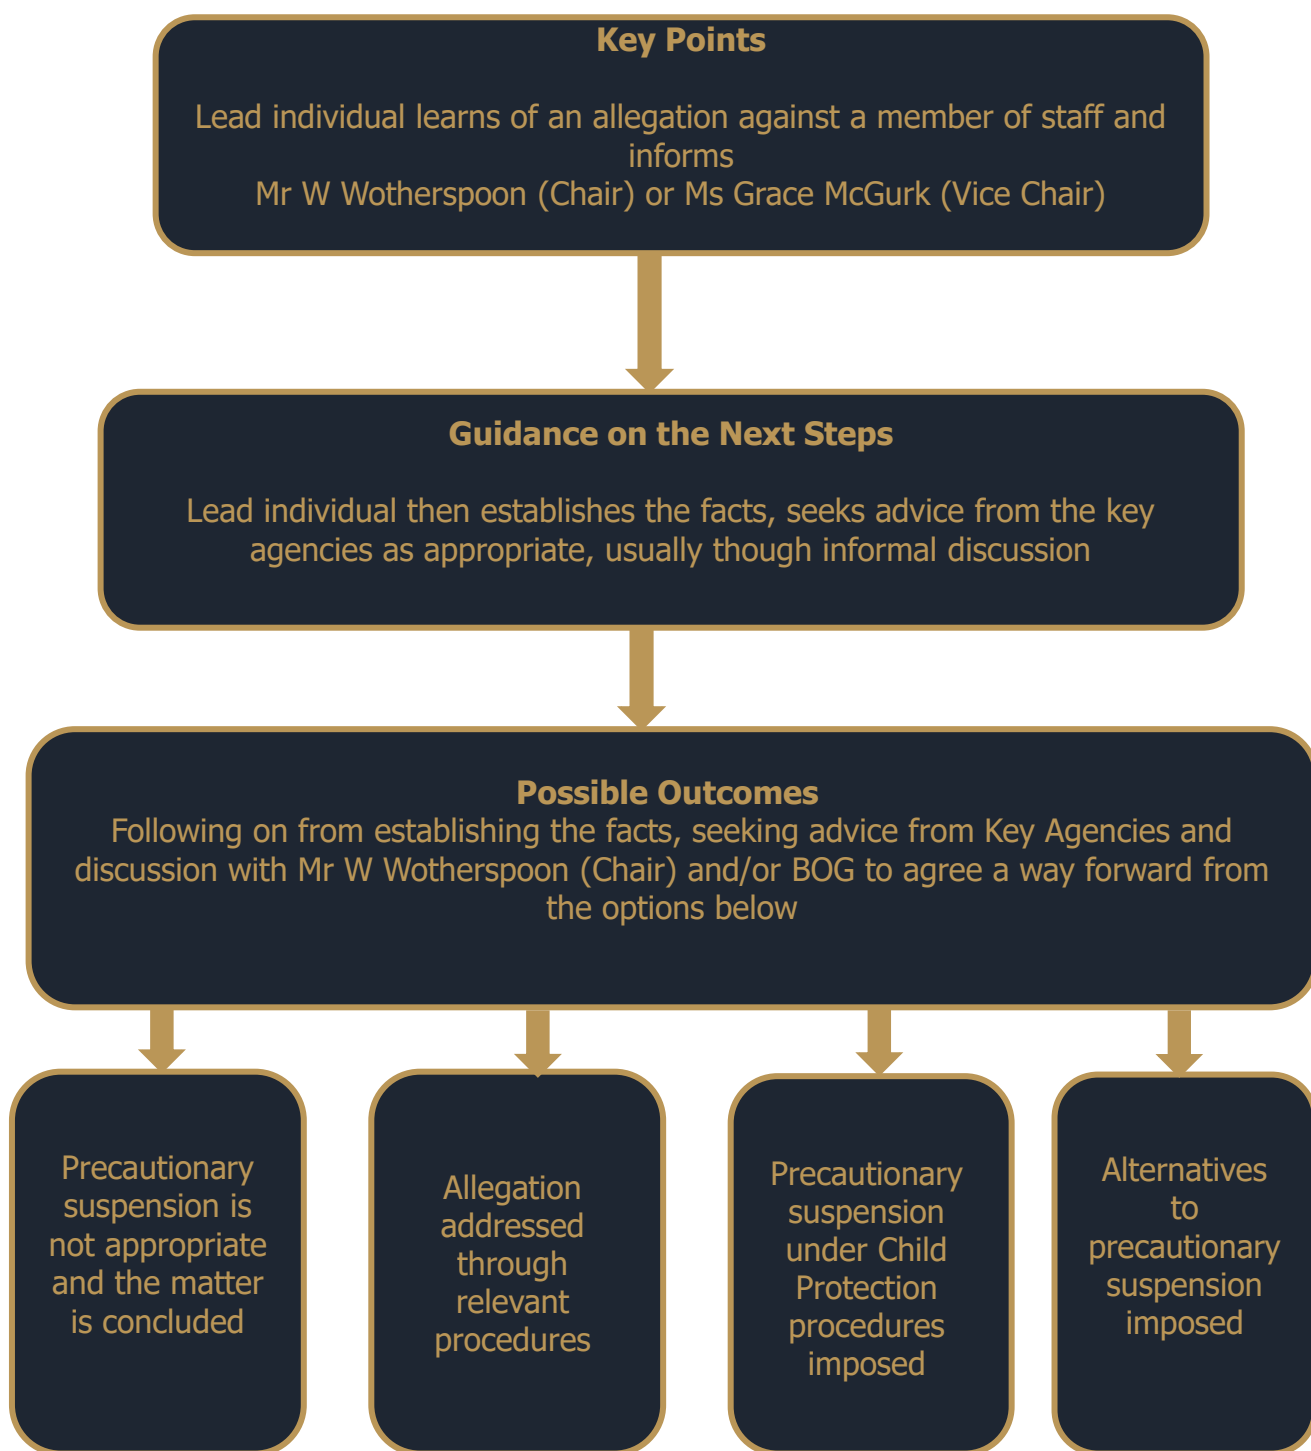 Key Points
Lead individual learns of an allegation against a member of staff and
informs
Mr W Wotherspoon (Chair) or Ms Grace McGurk (Vice Chair)
Guidance on the Next Steps
Lead individual then establishes the facts, seeks advice from the key
agencies as appropriate, usually though informal discussion
Possible Outcomes
Following on from establishing the facts, seeking advice from Key Agencies and
discussion with Mr W Wotherspoon (Chair) and/or BOG to agree a way forward from
the options below
Precautionary
suspension is
not appropriate
and the matter
is concluded
Allegation
addressed
through
relevant
procedures
Precautionary
suspension
under Child
Protection
procedures
imposed
Alternatives
to
precautionary
suspension
imposed